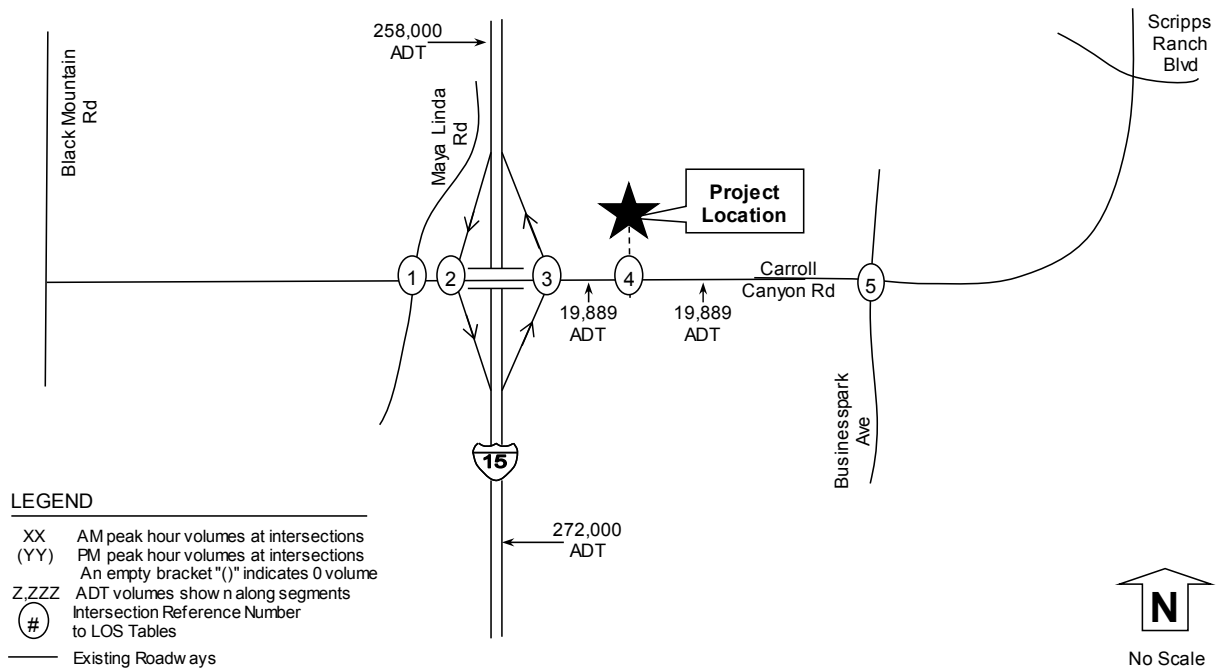 258,000
ADT
Scripps
Ranch
Blvd
Black Mountain
Rd
Maya Linda
Rd
Project
Location
1
2
3
4
5
Carroll
Canyon Rd
19,889
ADT
19,889
ADT
Businesspark
Ave
15
272,000
ADT
LEGEND
XX AM peak hour volumes at intersections
(YY) PM peak hour volumes at intersections
An empty bracket "()" indicates 0 volume
Z,ZZZ ADT volumes shown along segments
# Intersection Reference Number
to LOS Tables
Existing Roadways
N
No Scale